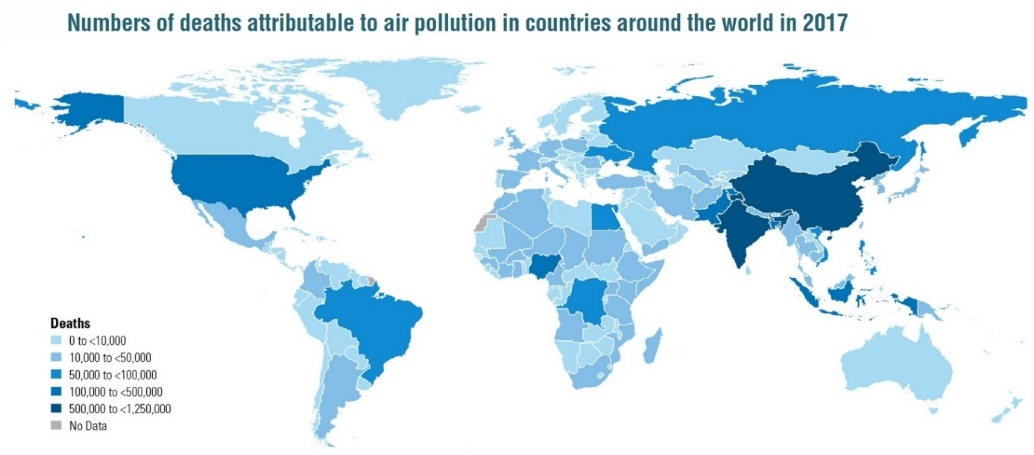 Numbers of deaths attributable to air pollution in countries around the world in 2017
Deaths
0 to <10,000
10,000 to <50,000
50,000 to <100,000
100,000 to <500,000
500,000 to <1,250,000
No Data